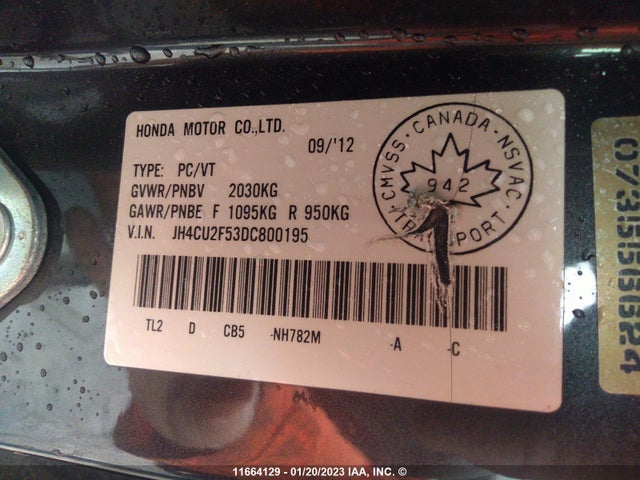 HONDA MOTOR CO.,LTD.
09/'12
TYPE: PC/VT
GVWR/PNBV 2030KG
GAWR/PNBE F 1095KG R 950KG
V.I.N. JH4CU2F53DC800195
CMVSS · CANADA · NSVAC
942
TL2 D CB5 -NH782M -A -C
11664129 - 01/20/2023 IAA, INC. ©